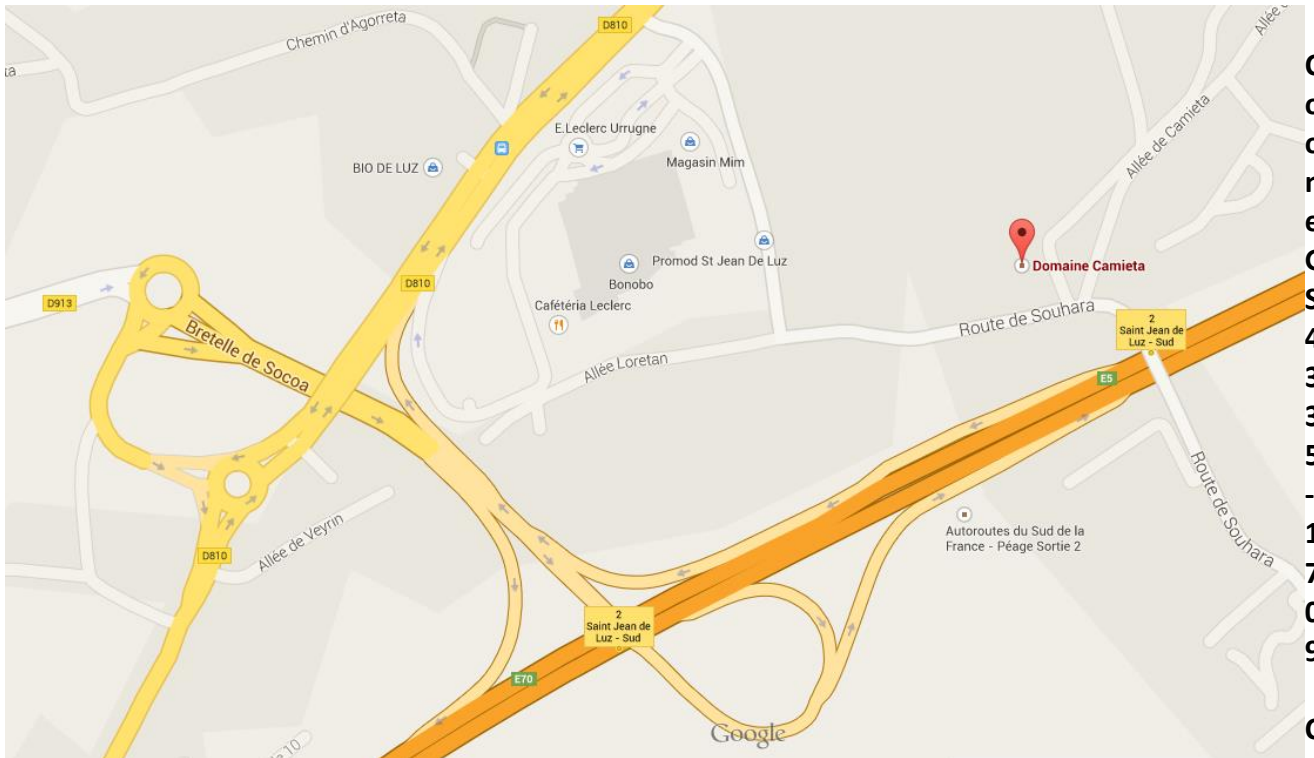 D810
Chemin d'Agorreta
Allée de Camieta
E.Leclerc Urrugne
Magasin Mim
BIO DE LUZ
Promod St Jean De Luz
Bonobo
Domaine Camieta
D810
D913
Cafétéria Leclerc
Route de Souhara
2
Saint Jean de
Luz - Sud
Bretelle de Socoa
Allée Loretan
E5
Route de Souhara
Autoroutes du Sud de la
France - Péage Sortie 2
Allée de Veyrin
D810
2
Saint Jean de
Luz - Sud
E70
Google